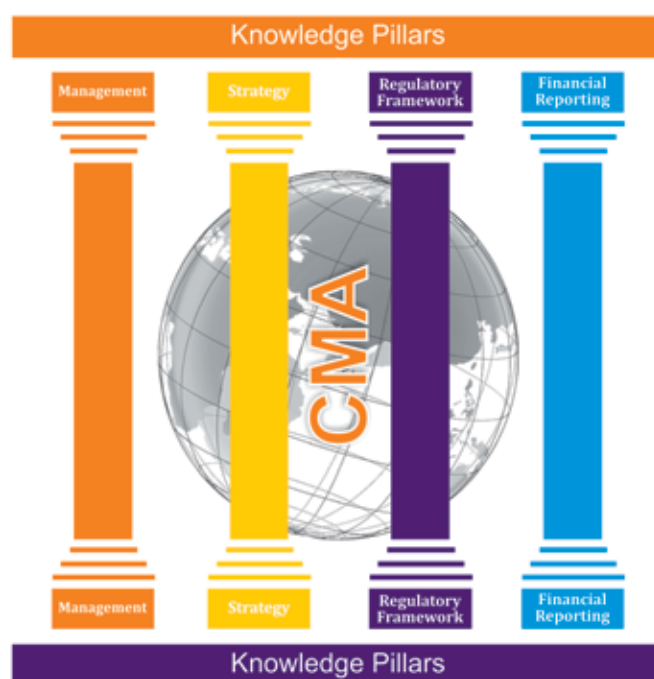 Knowledge Pillars
Management
Strategy
Regulatory
Framework
Financial
Reporting
CMA
Management
Strategy
Regulatory
Framework
Financial
Reporting
Knowledge Pillars